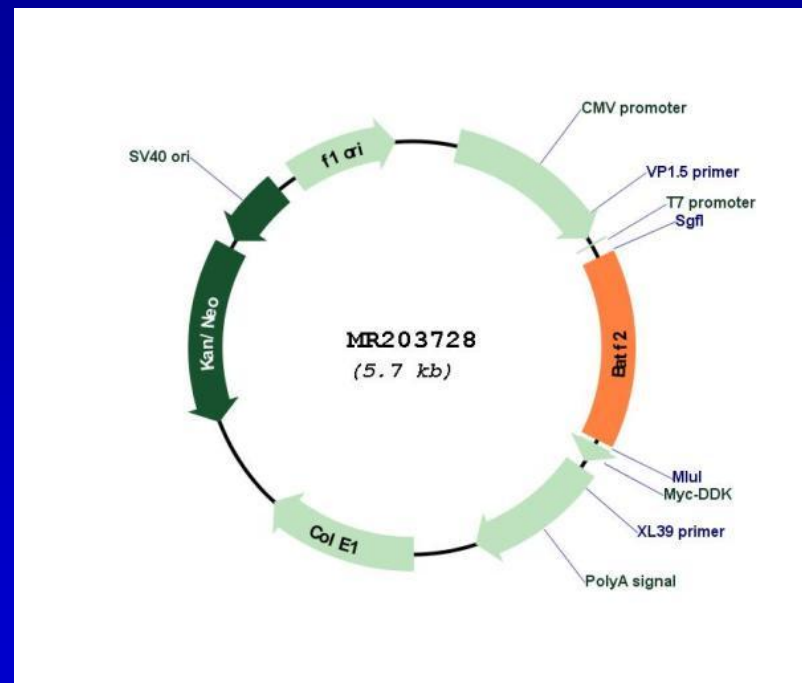 CMV promoter
f1 ori
SV40 ori
VP1.5 primer
T7 promoter
SgfI
Kan/Neo
MR203728
(5.7 kb)
Batf2
MluI
Myc-DDK
XL39 primer
Col E1
PolyA signal